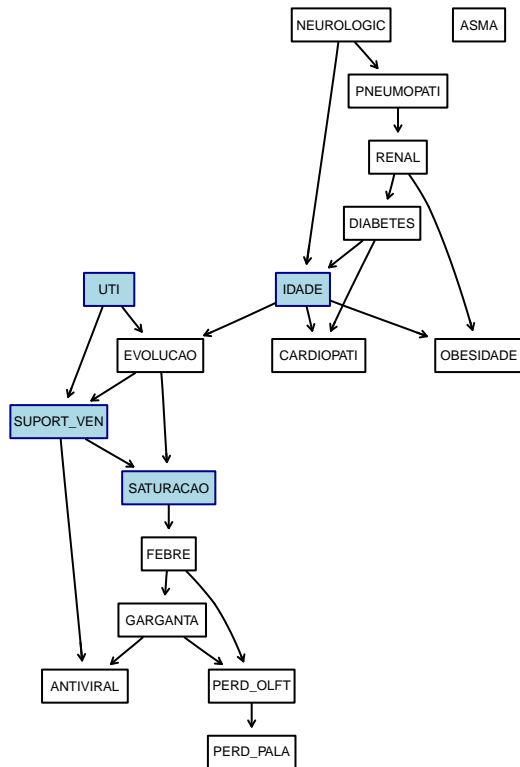 NEUROLOGIC
ASMA
PNEUMOPATI
RENAL
DIABETES
UTI
IDADE
EVOLUCAO
CARDIOPATI
OBESIDADE
SUPORT_VEN
SATURACAO
FEBRE
GARGANTA
ANTIVIRAL
PERD_OLFT
PERD_PALA